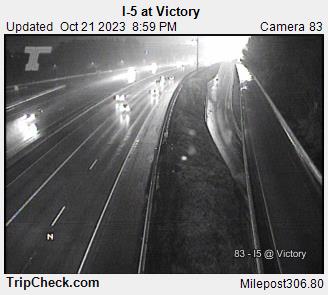 I-5 at Victory
Updated Oct 21 2023 8:59 PM Camera 83
T
N
83 - I5 @ Victory
TripCheck.com Milepost306.80